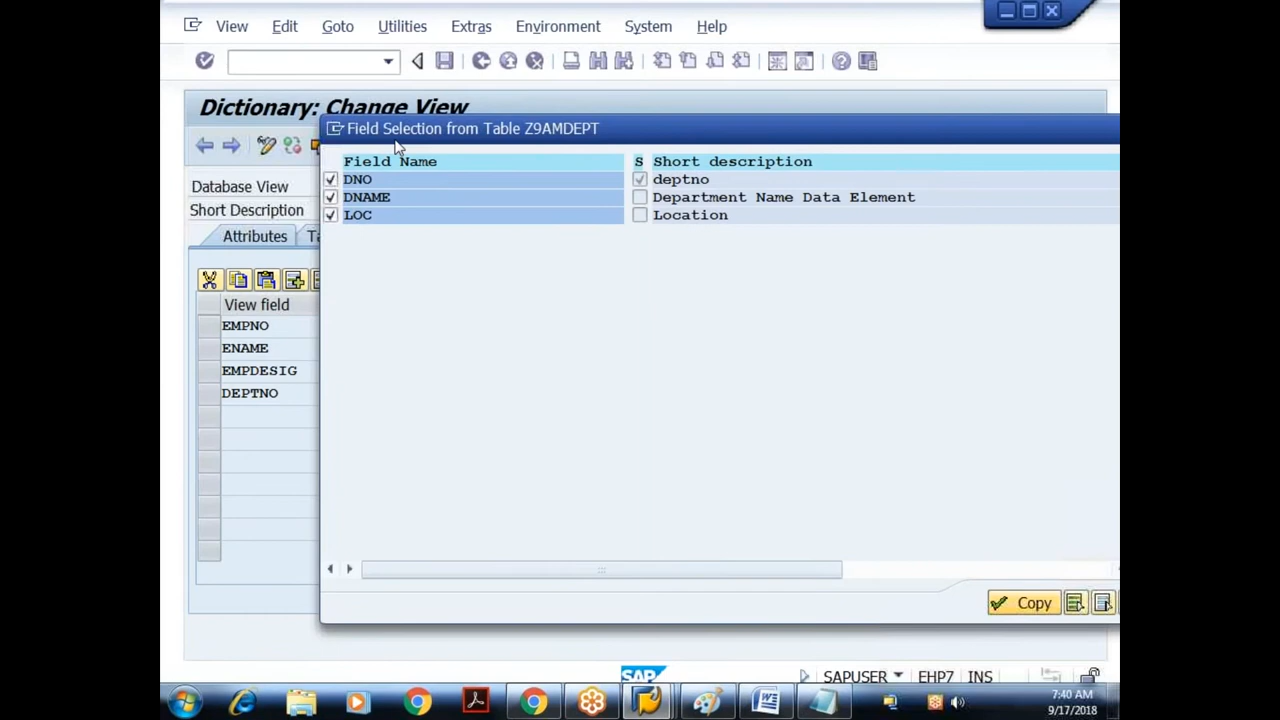 View Edit Goto Utilities Extras Environment System Help
Dictionary: Change View
Field Selection from Table Z9AMDEPT
Field Name S Short description
DNO deptno
DNAME Department Name Data Element
LOC Location
Database View
Short Description
Attributes
View field
EMPNO
ENAME
EMPDESIG
DEPTNO
Copy
SAP
SAPUSER EHP7 INS
7:40 AM
9/17/2018